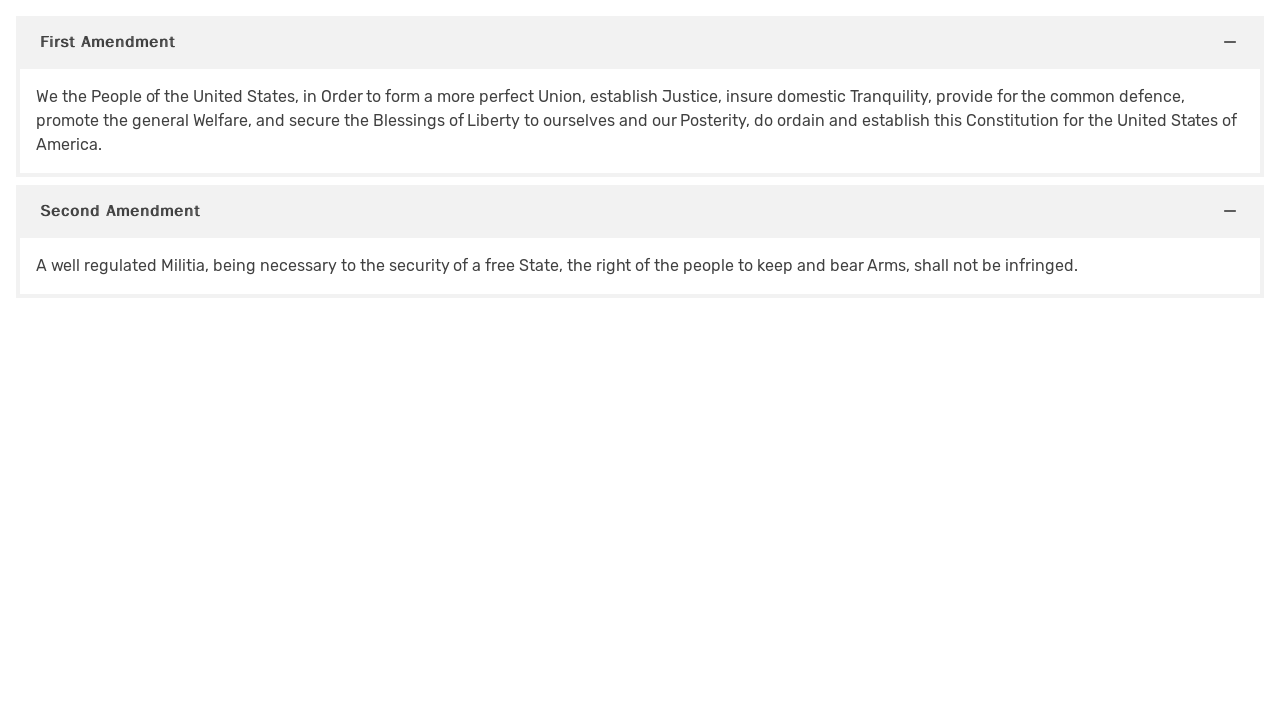 First Amendment
We the People of the United States, in Order to form a more perfect Union, establish Justice, insure domestic Tranquility, provide for the common defence,
promote the general Welfare, and secure the Blessings of Liberty to ourselves and our Posterity, do ordain and establish this Constitution for the United States of
America.
Second Amendment
A well regulated Militia, being necessary to the security of a free State, the right of the people to keep and bear Arms, shall not be infringed.